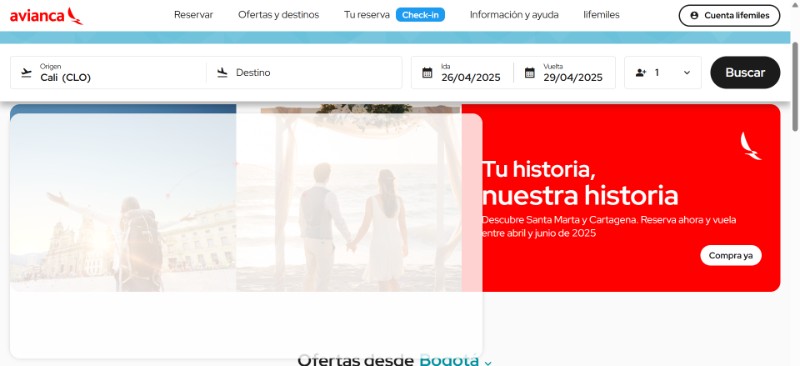 avianca
Reservar
Ofertas y destinos
Tu reserva
Check-in
Información y ayuda
lifemiles
Cuenta lifemiles
Origen
Cali (CLO)
Destino
Ida
26/04/2025
Vuelta
29/04/2025
1
Buscar
Tu historia,
nuestra historia
Descubre Santa Marta y Cartagena. Reserva ahora y vuela
entre abril y junio de 2025
Compra ya
Ofertas desde Bogotá